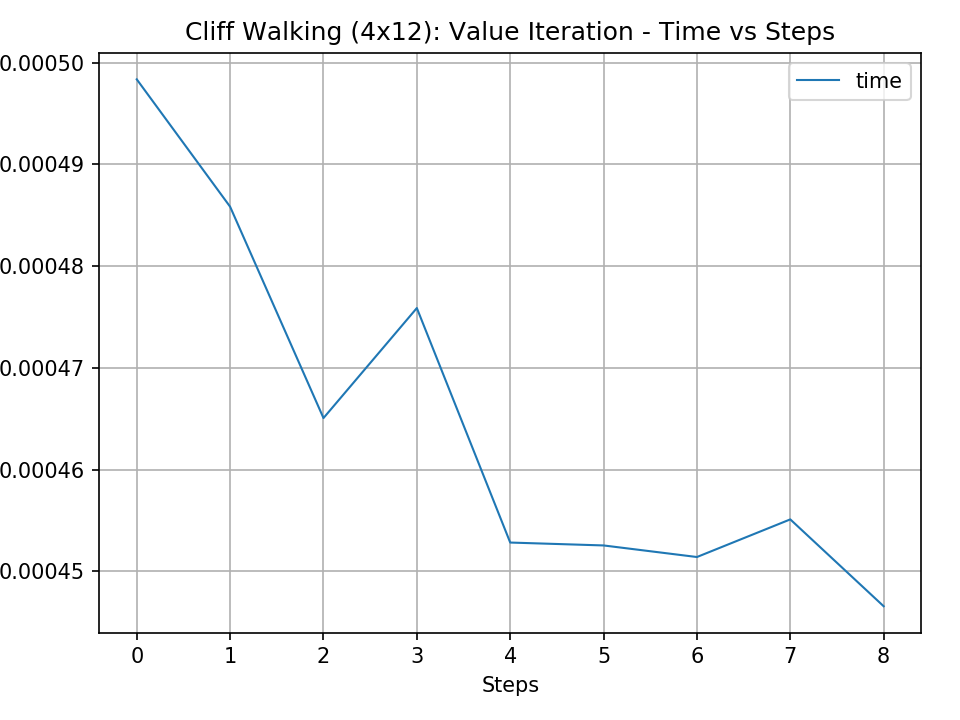 Cliff Walking (4x12): Value Iteration - Time vs Steps
time
0.00050
0.00049
0.00048
0.00047
0.00046
0.00045
0 1 2 3 4 5 6 7 8
Steps